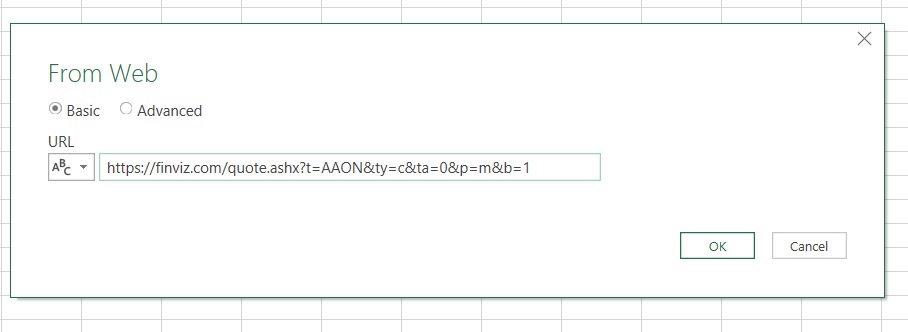 From Web
Basic Advanced
URL
ABC https://finviz.com/quote.ashx?t=AAON&ty=c&ta=0&p=m&b=1
OK Cancel